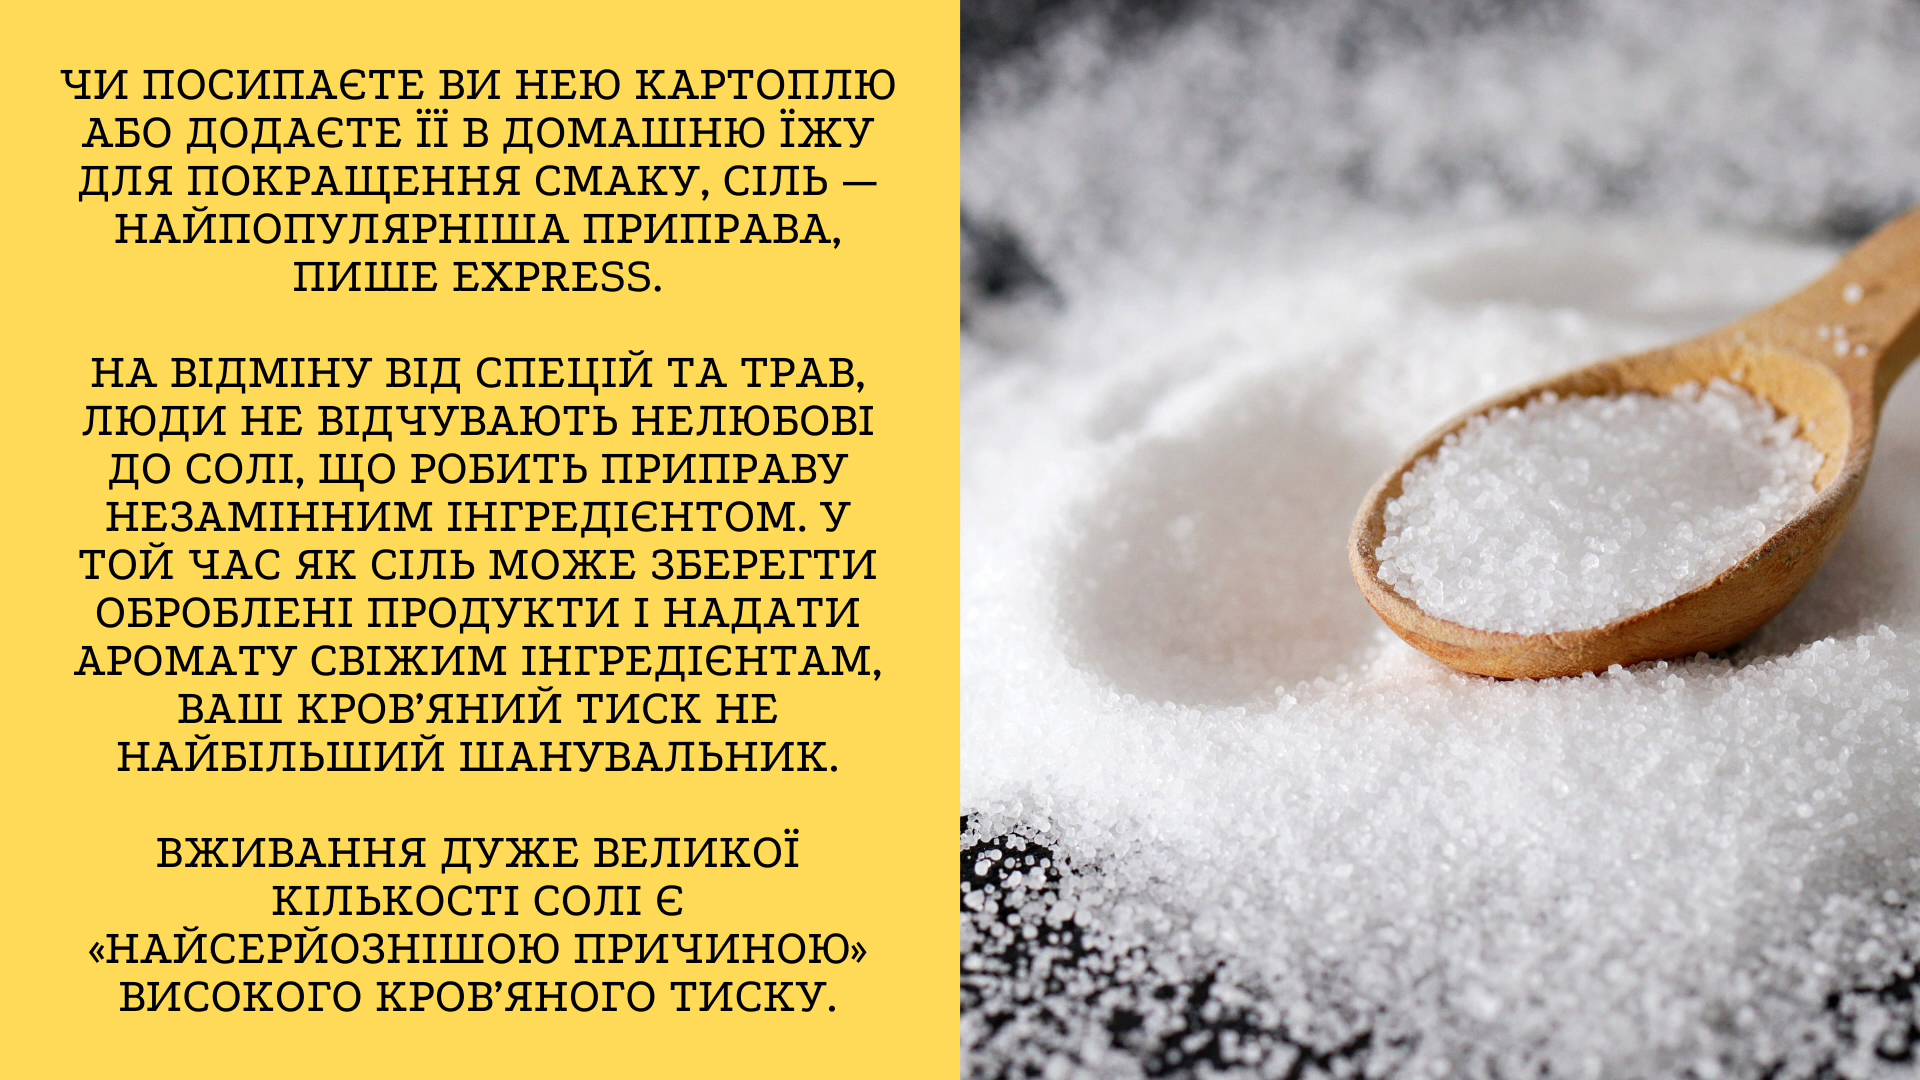 ЧИ ПОСИПАЄТЕ ВИ НЕЮ КАРТОПЛЮ
АБО ДОДАЄТЕ ЇЇ В ДОМАШНЮ ЇЖУ
ДЛЯ ПОКРАЩЕННЯ СМАКУ, СІЛЬ —
НАЙПОПУЛЯРНІША ПРИПРАВА,
ПИШЕ EXPRESS.
НА ВІДМІНУ ВІД СПЕЦІЙ ТА ТРАВ,
ЛЮДИ НЕ ВІДЧУВАЮТЬ НЕЛЮБОВІ
ДО СОЛІ, ЩО РОБИТЬ ПРИПРАВУ
НЕЗАМІННИМ ІНГРЕДІЄНТОМ. У
ТОЙ ЧАС ЯК СІЛЬ МОЖЕ ЗБЕРЕГТИ
ОБРОБЛЕНІ ПРОДУКТИ І НАДАТИ
АРОМАТУ СВІЖИМ ІНГРЕДІЄНТАМ,
ВАШ КРОВ’ЯНИЙ ТИСК НЕ
НАЙБІЛЬШИЙ ШАНУВАЛЬНИК.
ВЖИВАННЯ ДУЖЕ ВЕЛИКОЇ
КІЛЬКОСТІ СОЛІ Є
«НАЙСЕРЙОЗНІШОЮ ПРИЧИНОЮ»
ВИСОКОГО КРОВ’ЯНОГО ТИСКУ.